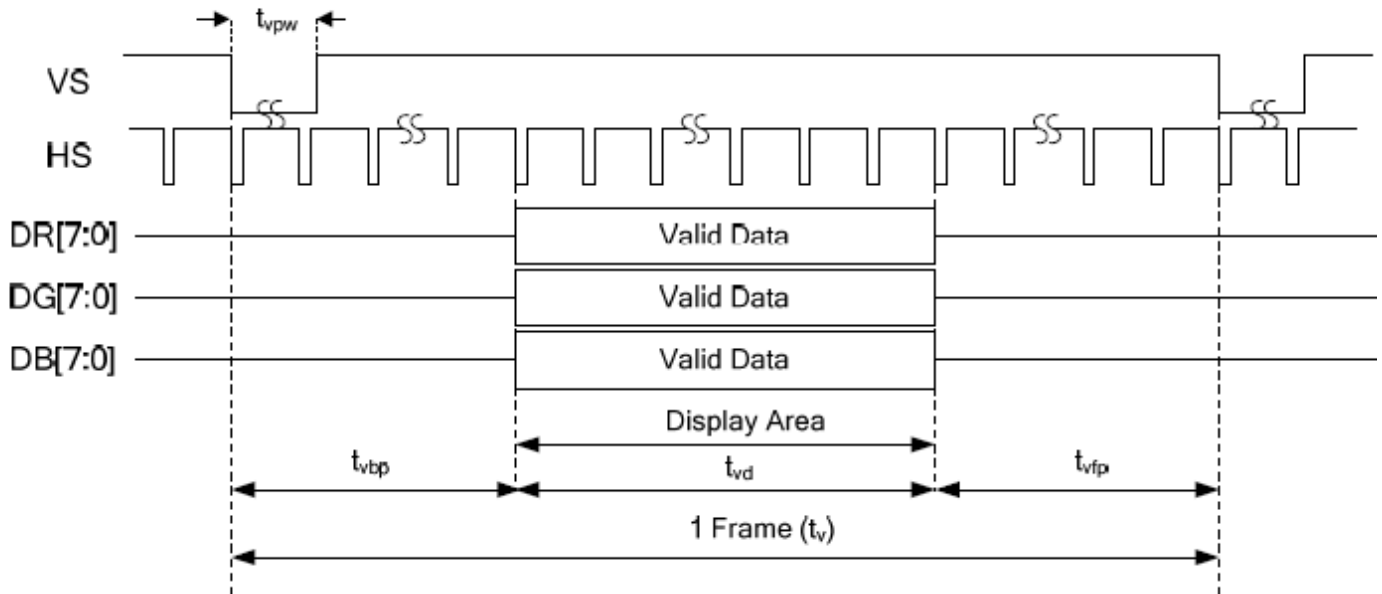 tvpw
VS
HS
DR[7:0] Valid Data
DG[7:0] Valid Data
DB[7:0] Valid Data
Display Area
tvbp tvd tvfp
1 Frame (tv)